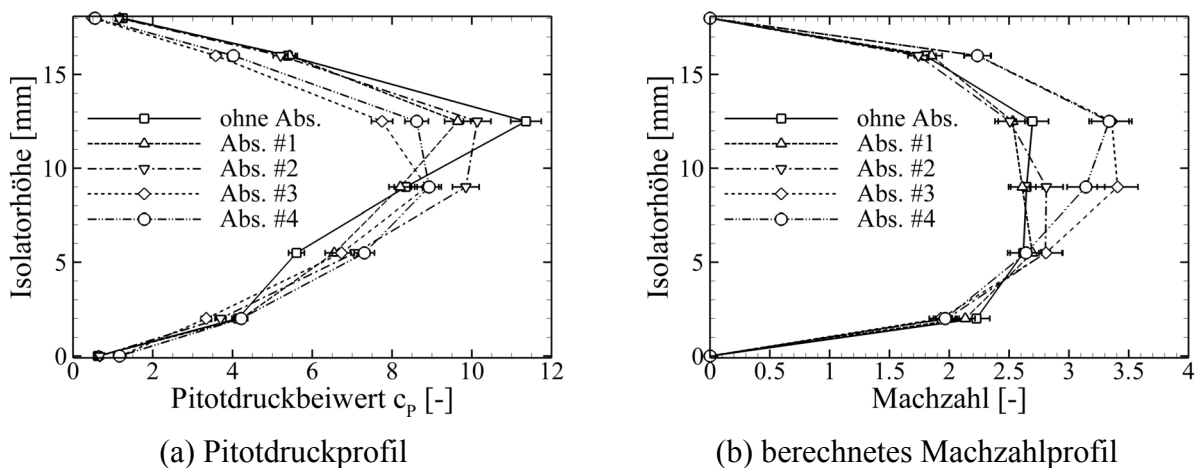 Isolatorhöhe [mm]
15
10
5
0
ohne Abs.
Abs. #1
Abs. #2
Abs. #3
Abs. #4
0 2 4 6 8 10 12
Pitotdruckbeiwert c_P [-]
(a) Pitotdruckprofil
Isolatorhöhe [mm]
15
10
5
0
ohne Abs.
Abs. #1
Abs. #2
Abs. #3
Abs. #4
0 0.5 1 1.5 2 2.5 3 3.5 4
Machzahl [-]
(b) berechnetes Machzahlprofil